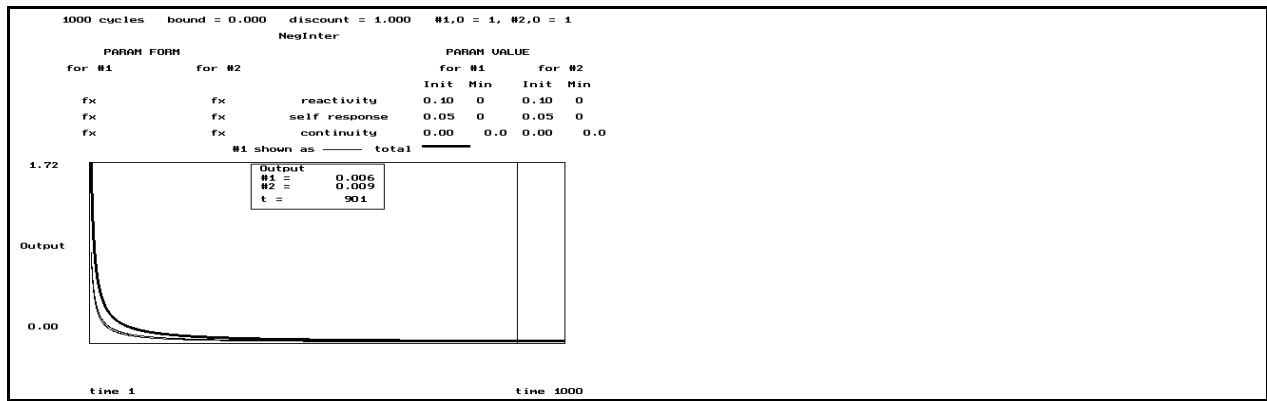 1000 cycles bound = 0.000 discount = 1.000 #1,0 = 1, #2,0 = 1
NegInter
PARAM FORM PARAM VALUE
for #1 for #2 for #1 for #2
Init Min Init Min
fx fx reactivity 0.10 0 0.10 0
fx fx self response 0.05 0 0.05 0
fx fx continuity 0.00 0.0 0.00 0.0
#1 shown as total
1.72
Output
#1 = 0.006
#2 = 0.009
t = 901
Output
0.00
time 1 time 1000